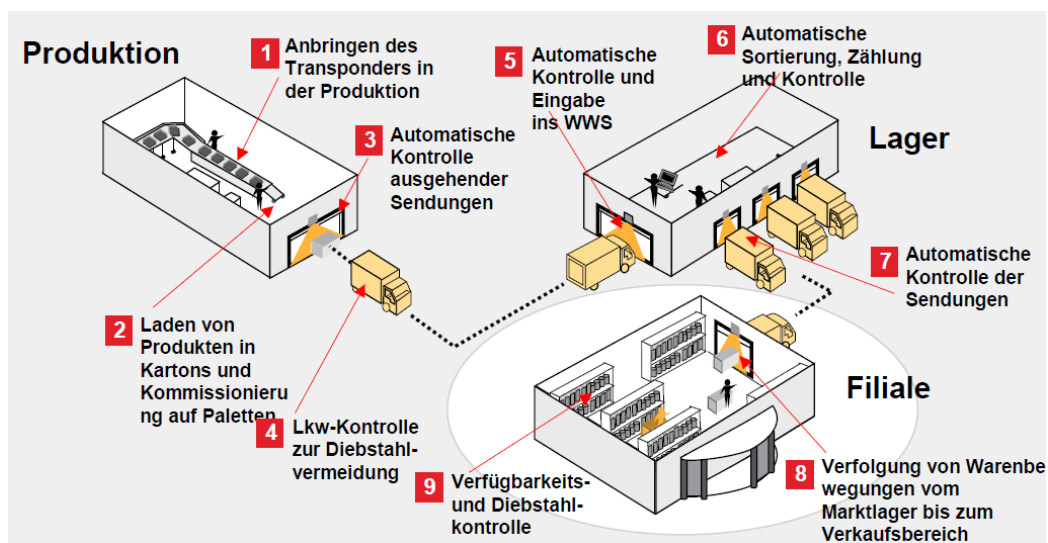 Produktion
1 Anbringen des
Transponders in
der Produktion
2 Laden von
Produkten in
Kartons und
Kommissionieru
ng auf Paletten
3 Automatische
Kontrolle
ausgehender
Sendungen
4 Lkw-Kontrolle
zur Diebstahl-
vermeidung
5 Automatische
Kontrolle und
Eingabe
ins WWS
6 Automatische
Sortierung, Zählung
und Kontrolle
Lager
7 Automatische
Kontrolle der
Sendungen
Filiale
8 Verfolgung von Warenbe
wegungen vom
Marktlager bis zum
Verkaufsbereich
9 Verfügbarkeits-
und Diebstahl-
kontrolle